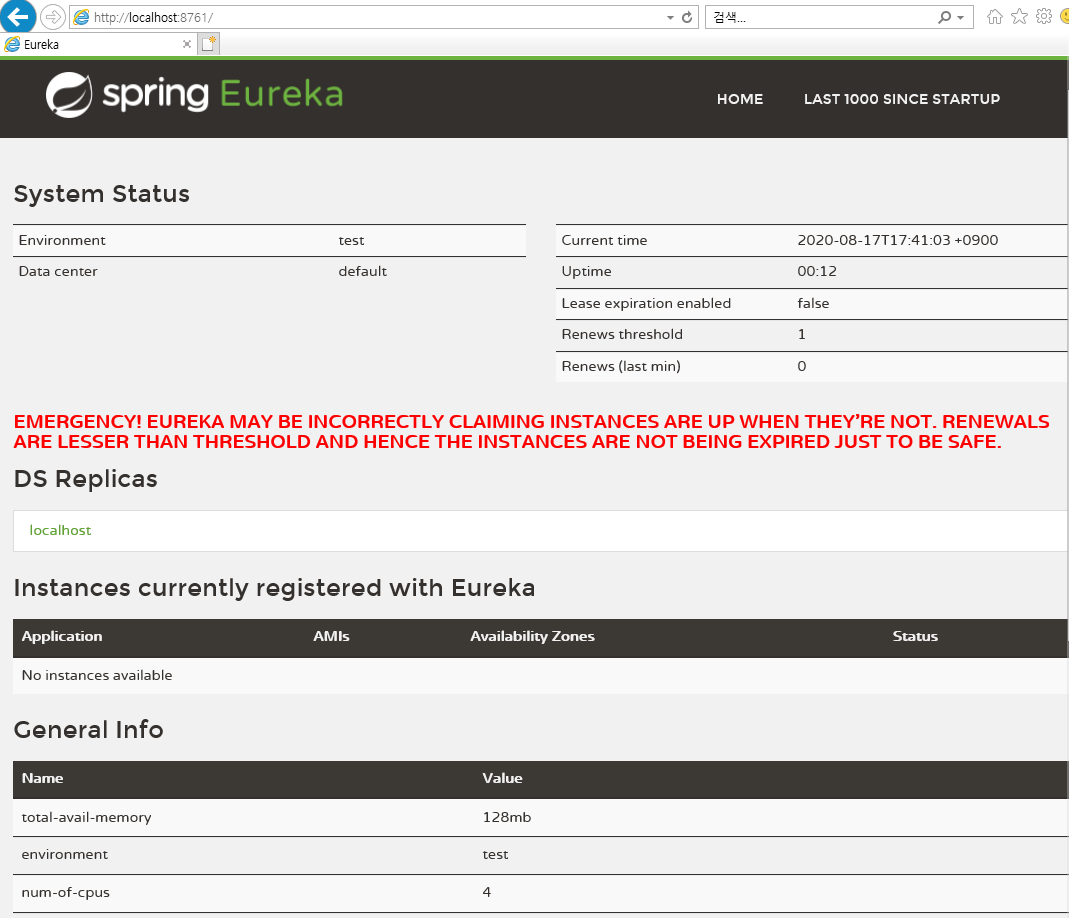 http://localhost:8761/
검색...
Eureka
spring Eureka
HOME LAST 1000 SINCE STARTUP
System Status
Environment test
Data center default
Current time 2020-08-17T17:41:03 +0900
Uptime 00:12
Lease expiration enabled false
Renews threshold 1
Renews (last min) 0
EMERGENCY! EUREKA MAY BE INCORRECTLY CLAIMING INSTANCES ARE UP WHEN THEY'RE NOT. RENEWALS
ARE LESSER THAN THRESHOLD AND HENCE THE INSTANCES ARE NOT BEING EXPIRED JUST TO BE SAFE.
DS Replicas
localhost
Instances currently registered with Eureka
Application AMIs Availability Zones Status
No instances available
General Info
Name Value
total-avail-memory 128mb
environment test
num-of-cpus 4